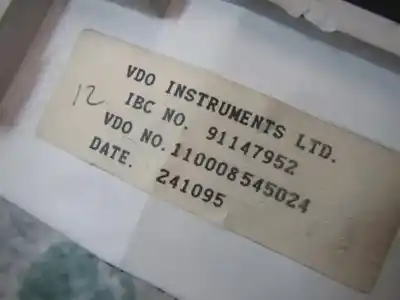 VDO INSTRUMENTS LTD.
12
IBC NO. 91147952
VDO NO. 110008545024
DATE. 241095